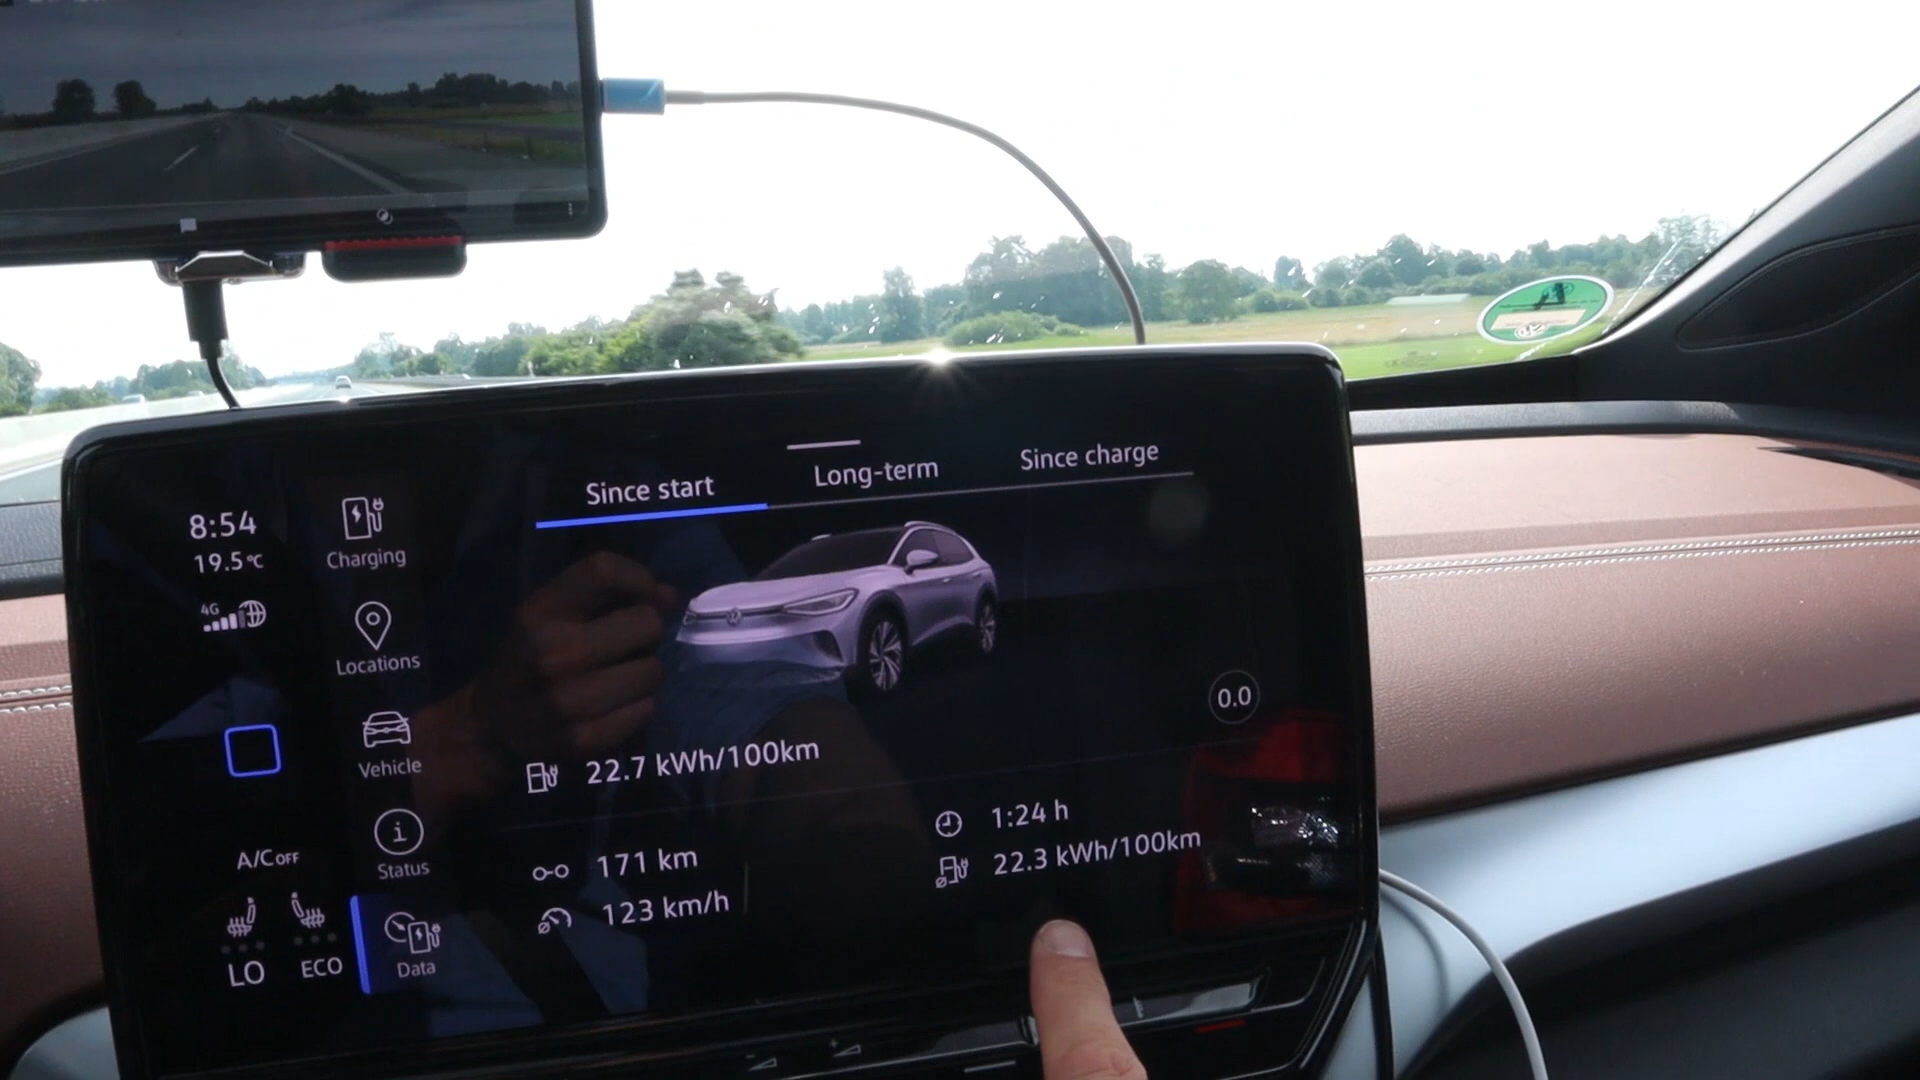 Since start
Long-term
Since charge
8:54
19.5°C
4G
Charging
Locations
Vehicle
0.0
22.7 kWh/100km
Status
A/C OFF
171 km
1:24 h
123 km/h
22.3 kWh/100km
LO
ECO
Data